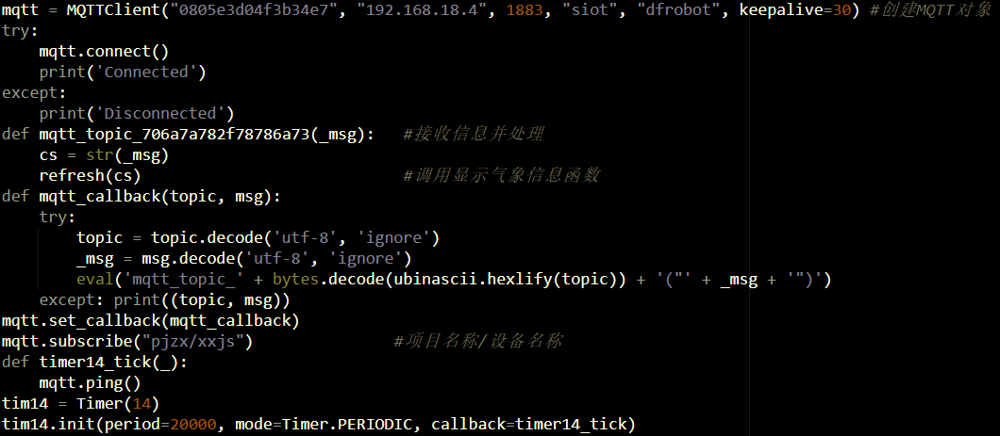 mqtt = MQTTClient("0805e3d04f3b34e7", "192.168.18.4", 1883, "siot", "dfrobot", keepalive=30) #创建MQTT对象
try:
    mqtt.connect()
    print('Connected')
except:
    print('Disconnected')
def mqtt_topic_706a7a782f78786a73(_msg):   #接收信息并处理
    cs = str(_msg)
    refresh(cs)                            #调用显示气象信息函数
def mqtt_callback(topic, msg):
    try:
        topic = topic.decode('utf-8', 'ignore')
        _msg = msg.decode('utf-8', 'ignore')
        eval('mqtt_topic_' + bytes.decode(ubinascii.hexlify(topic)) + '("' + _msg + '")')
    except: print((topic, msg))
mqtt.set_callback(mqtt_callback)
mqtt.subscribe("pjzx/xxjs")               #项目名称/设备名称
def timer14_tick(_):
    mqtt.ping()
tim14 = Timer(14)
tim14.init(period=20000, mode=Timer.PERIODIC, callback=timer14_tick)